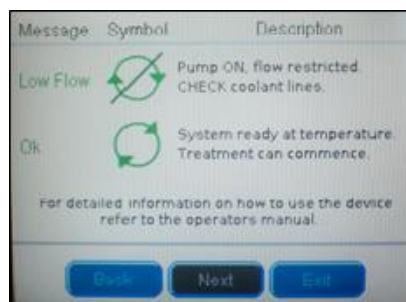 Message Symbol Description
Low Flow Pump ON, flow restricted.
CHECK coolant lines.
Ok System ready at temperature.
Treatment can commence.
For detailed information on how to use the device
refer to the operators manual.
Back Next Exit